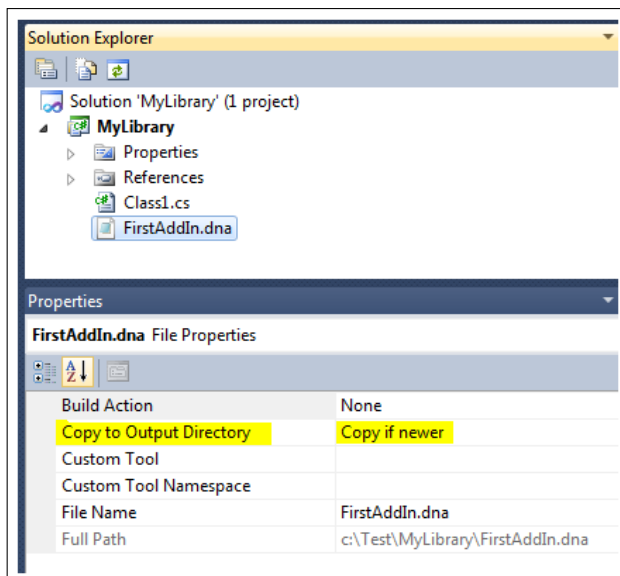 Solution Explorer
Solution 'MyLibrary' (1 project)
MyLibrary
Properties
References
Class1.cs
FirstAddIn.dna
Properties
FirstAddIn.dna File Properties
Build Action None
Copy to Output Directory Copy if newer
Custom Tool
Custom Tool Namespace
File Name FirstAddIn.dna
Full Path c:\Test\MyLibrary\FirstAddIn.dna